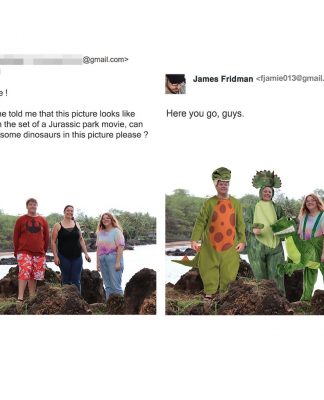 @gmail.com>
e !
ne told me that this picture looks like
n the set of a Jurassic park movie, can
some dinosaurs in this picture please ?
James Fridman <fjamie013@gmail.
Here you go, guys.